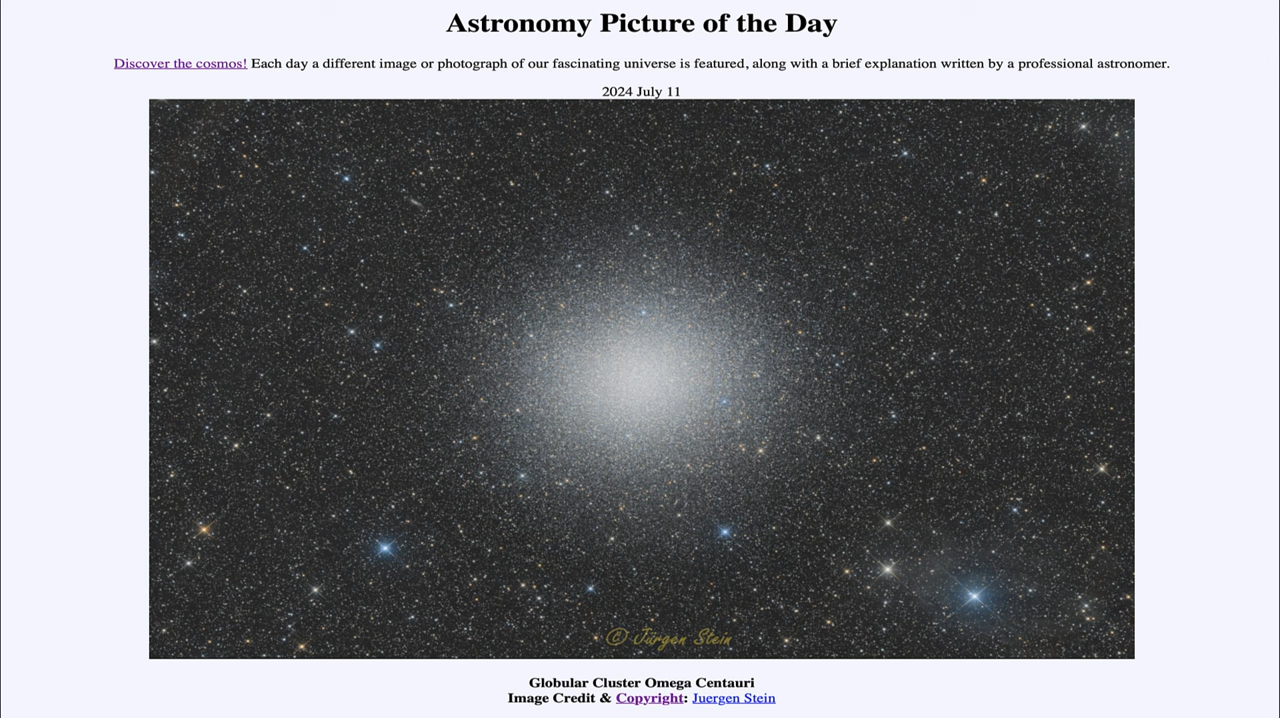 Astronomy Picture of the Day
Discover the cosmos! Each day a different image or photograph of our fascinating universe is featured, along with a brief explanation written by a professional astronomer.
2024 July 11
© Jürgen Stein
Globular Cluster Omega Centauri
Image Credit & Copyright: Juergen Stein